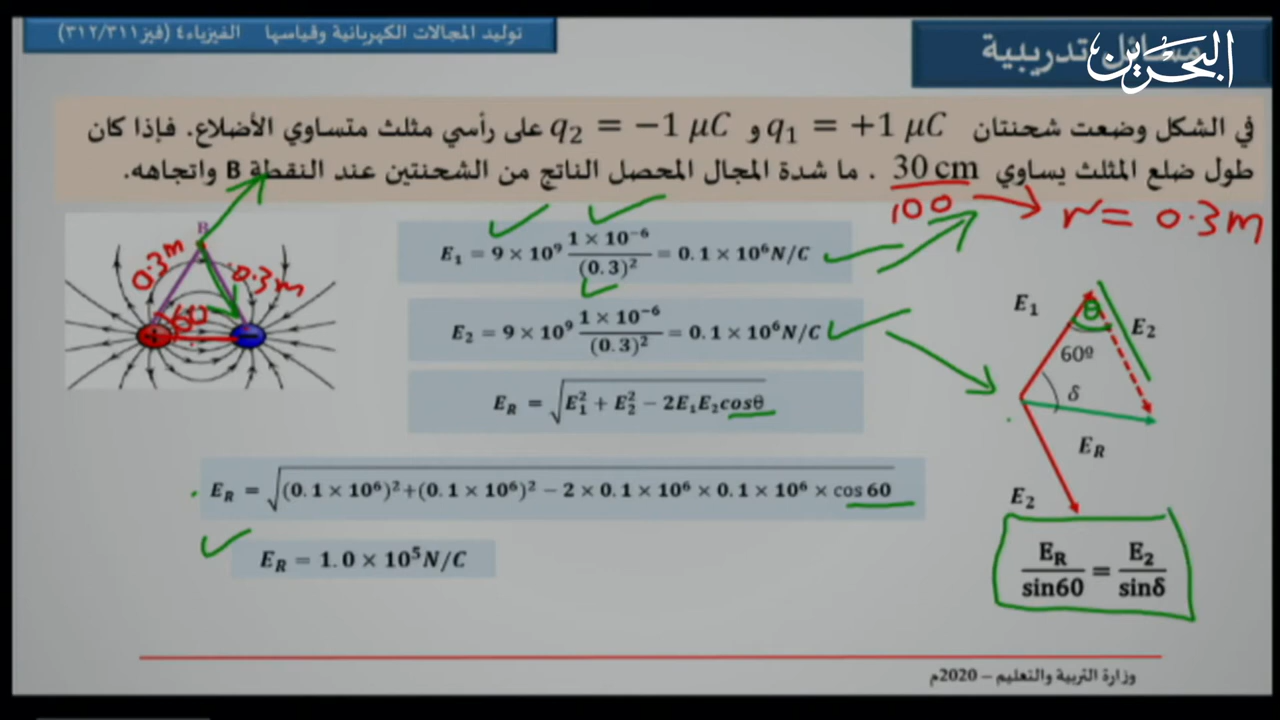 توليد المجالات الكهربائية وقياسها الفيزياء٤ (فيز٣١٢/٣١١)
مسائل تدريبية
البحرين
في الشكل وضعت شحنتان q₁ = +1 μC و q₂ = −1 μC على رأسي مثلث متساوي الأضلاع. فإذا كان
طول ضلع المثلث يساوي 30 cm . ما شدة المجال المحصل الناتج من الشحنتين عند النقطة B واتجاهه.
100 → r = 0.3m
B
0.3m
0.3m
60
+
−
E₁ = 9 × 10⁹ (1 × 10⁻⁶)/(0.3)² = 0.1 × 10⁶N/C
E₂ = 9 × 10⁹ (1 × 10⁻⁶)/(0.3)² = 0.1 × 10⁶N/C
E_R = √(E₁² + E₂² − 2E₁E₂cosθ)
E_R = √((0.1 × 10⁶)²+(0.1 × 10⁶)² − 2 × 0.1 × 10⁶ × 0.1 × 10⁶ × cos 60)
E_R = 1.0 × 10⁵N/C
E₁
θ
E₂
60º
δ
E_R
E₂
E_R/sin60 = E₂/sinδ
وزارة التربية والتعليم – 2020م